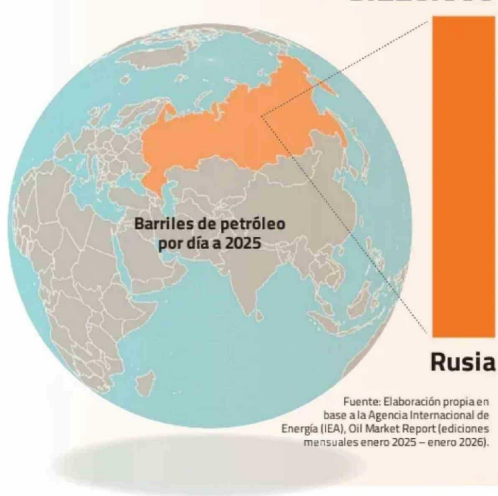 Barriles de petróleo
por día a 2025
Rusia
Fuente: Elaboración propia en
base a la Agencia Internacional de
Energía (IEA), Oil Market Report (ediciones
mensuales enero 2025 – enero 2026).